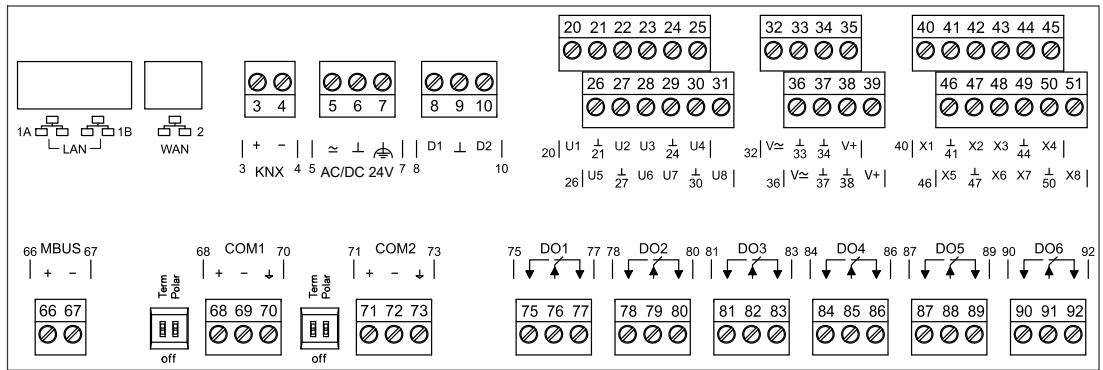 20 21 22 23 24 25
32 33 34 35
40 41 42 43 44 45
26 27 28 29 30 31
36 37 38 39
46 47 48 49 50 51
3 4
5 6 7
8 9 10
1A 1B
LAN
2
WAN
+ −
3 KNX 4
≃ ⊥
5 AC/DC 24V 7
D1 ⊥ D2
8 10
20 U1 ⊥ 21 U2 U3 ⊥ 24 U4
26 U5 ⊥ 27 U6 U7 ⊥ 30 U8
32 V≃ ⊥ 33 ⊥ 34 V+
36 V≃ ⊥ 37 ⊥ 38 V+
40 X1 ⊥ 41 X2 X3 ⊥ 44 X4
46 X5 ⊥ 47 X6 X7 ⊥ 50 X8
66 MBUS 67
+ −
66 67
Term
Polar
off
68 COM1 70
+ −
68 69 70
Term
Polar
off
71 COM2 73
+ −
71 72 73
75 DO1 77
75 76 77
78 DO2 80
78 79 80
81 DO3 83
81 82 83
84 DO4 86
84 85 86
87 DO5 89
87 88 89
90 DO6 92
90 91 92